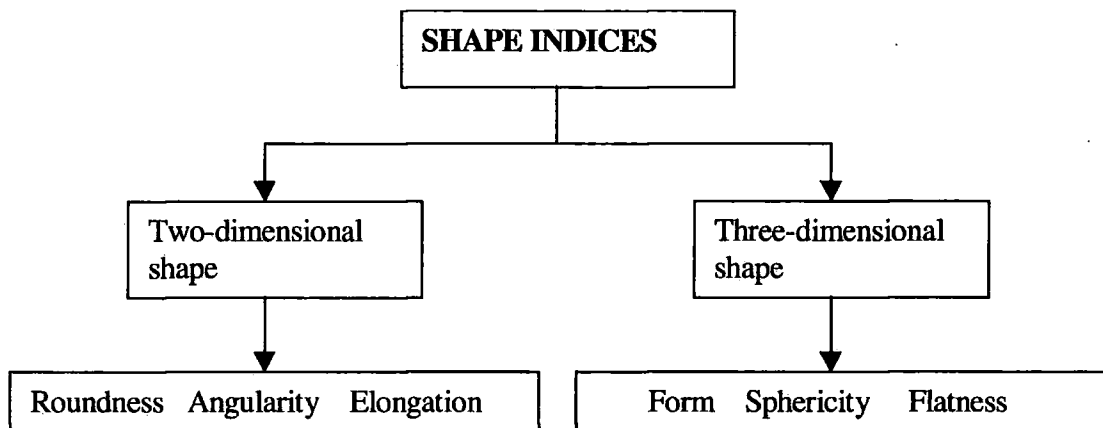 SHAPE INDICES
Two-dimensional
shape
Three-dimensional
shape
Roundness Angularity Elongation
Form Sphericity Flatness